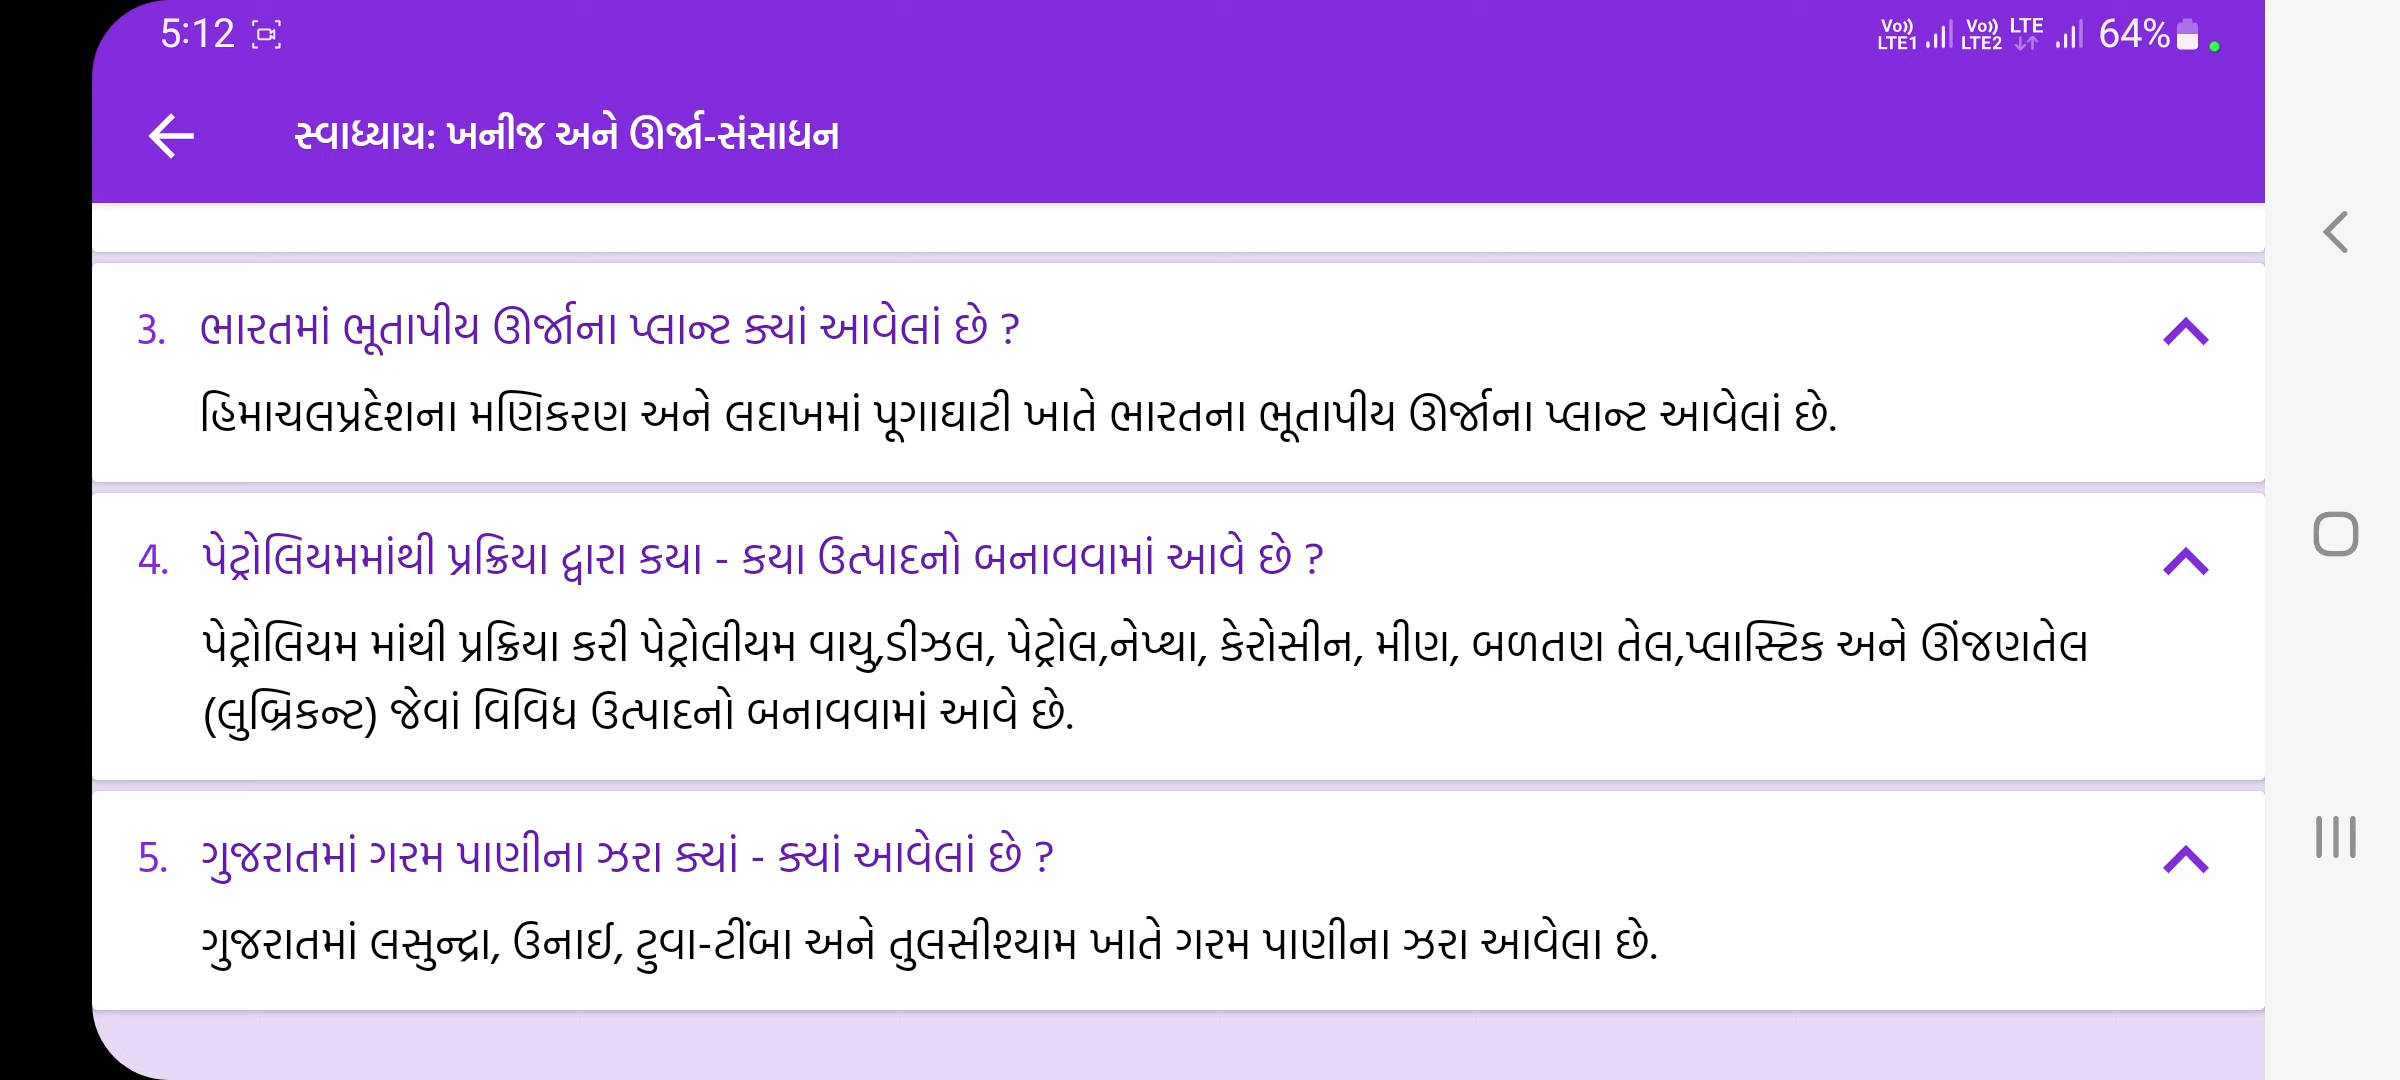 5:12
Vo)) LTE1 Vo)) LTE2 LTE 64%
સ્વાધ્યાય: ખનીજ અને ઊર્જા-સંસાધન
3. ભારતમાં ભૂતાપીય ઊર્જાના પ્લાન્ટ ક્યાં આવેલાં છે ?
હિમાચલપ્રદેશના મણિકરણ અને લદાખમાં પૂગાઘાટી ખાતે ભારતના ભૂતાપીય ઊર્જાના પ્લાન્ટ આવેલાં છે.
4. પેટ્રોલિયમમાંથી પ્રક્રિયા દ્વારા કયા - કયા ઉત્પાદનો બનાવવામાં આવે છે ?
પેટ્રોલિયમ માંથી પ્રક્રિયા કરી પેટ્રોલીયમ વાયુ,ડીઝલ, પેટ્રોલ,નેપ્થા, કેરોસીન, મીણ, બળતણ તેલ,પ્લાસ્ટિક અને ઊંજણતેલ
(લુબ્રિકન્ટ) જેવાં વિવિધ ઉત્પાદનો બનાવવામાં આવે છે.
5. ગુજરાતમાં ગરમ પાણીના ઝરા ક્યાં - ક્યાં આવેલાં છે ?
ગુજરાતમાં લસુન્દ્રા, ઉનાઈ, ટુવા-ટીંબા અને તુલસીશ્યામ ખાતે ગરમ પાણીના ઝરા આવેલા છે.